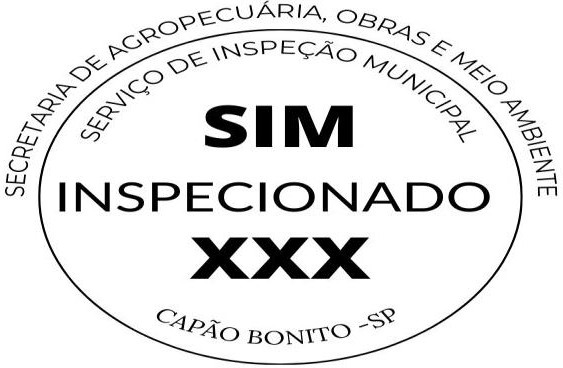 SECRETARIA DE AGROPECUÁRIA, OBRAS E MEIO AMBIENTE
SERVIÇO DE INSPEÇÃO MUNICIPAL
SIM
INSPECIONADO
XXX
CAPÃO BONITO -SP